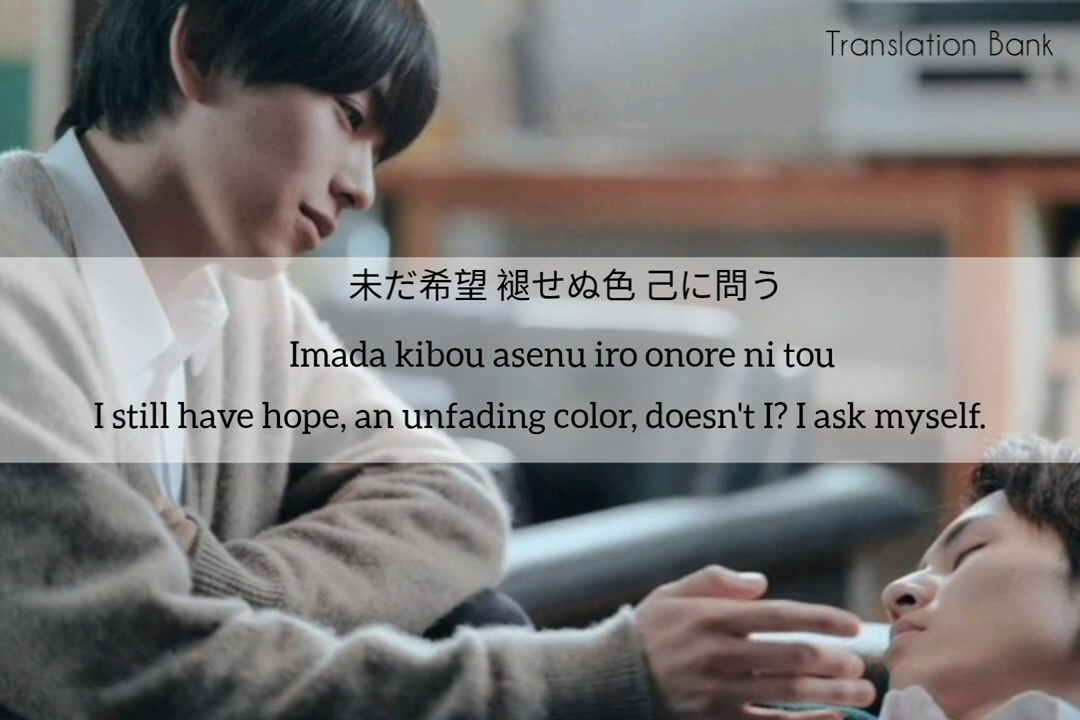 Translation Bank
未だ希望 褪せぬ色 己に問う
Imada kibou asenu iro onore ni tou
I still have hope, an unfading color, doesn't I? I ask myself.